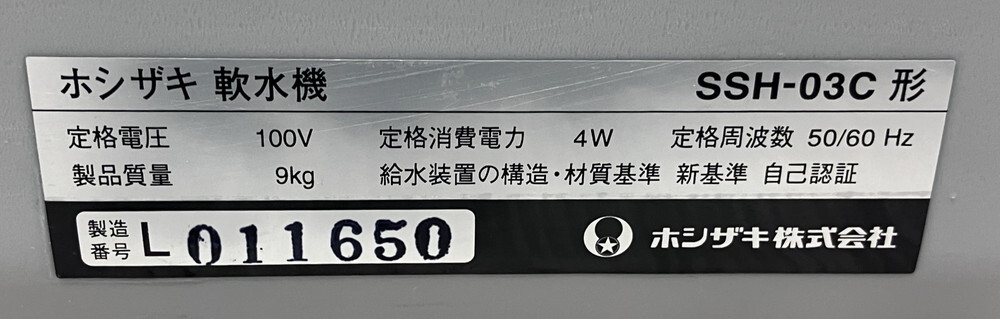 ホシザキ 軟水機 SSH-03C 形
定格電圧 100V 定格消費電力 4W 定格周波数 50/60 Hz
製品質量 9kg 給水装置の構造・材質基準 新基準 自己認証
製造番号 L 011650 ホシザキ株式会社